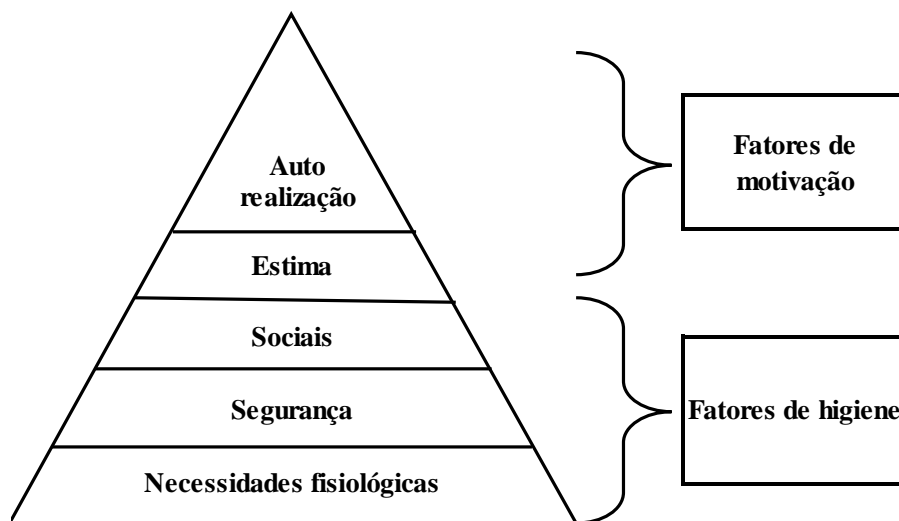 Auto
realização
Estima
Sociais
Segurança
Necessidades fisiológicas
Fatores de
motivação
Fatores de higiene